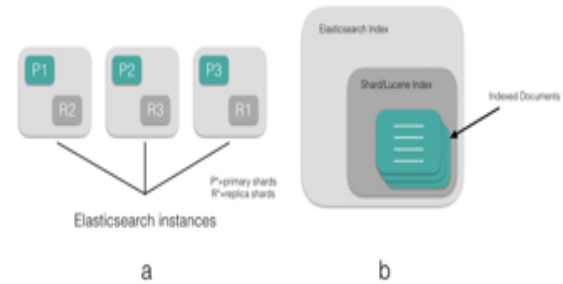 P1
R2
P2
R3
P3
R1
P*=primary shards
R*=replica shards
Elasticsearch instances
a
Elasticsearch Index
Shard/Lucene Index
Indexed Documents
b